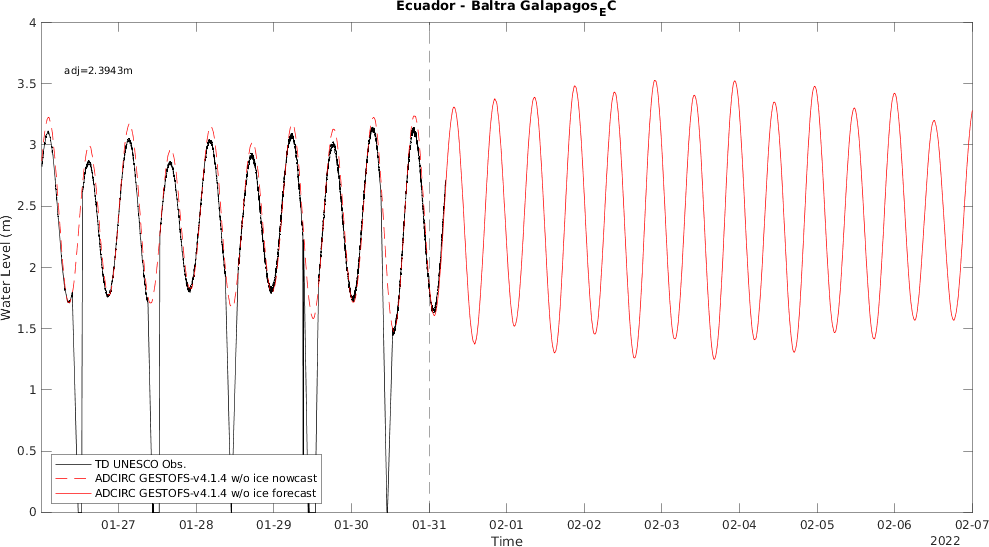 Ecuador - Baltra Galapagos_EC
adj=2.3943m
4
3.5
3
2.5
2
1.5
1
0.5
0
Water Level (m)
TD UNESCO Obs.
ADCIRC GESTOFS-v4.1.4 w/o ice nowcast
ADCIRC GESTOFS-v4.1.4 w/o ice forecast
01-27 01-28 01-29 01-30 01-31 02-01 02-02 02-03 02-04 02-05 02-06 02-07
Time
2022